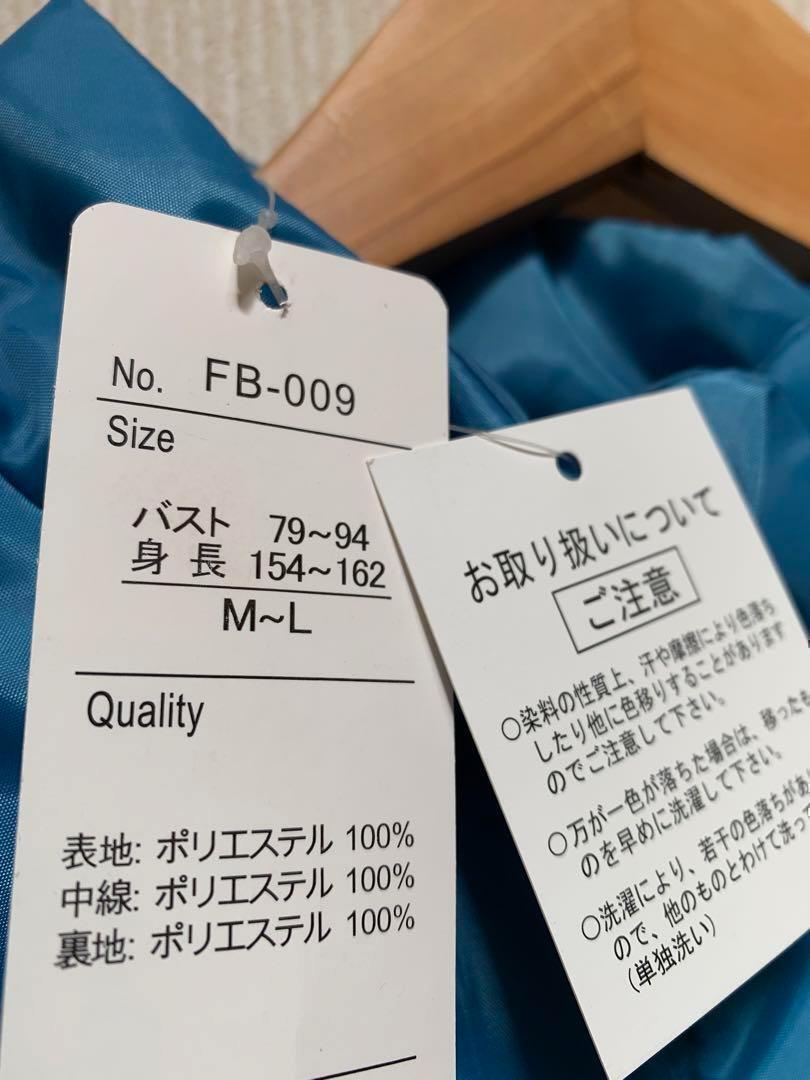 No. FB-009
Size
バスト 79~94
身長 154~162
M~L
Quality
表地: ポリエステル 100%
中線: ポリエステル 100%
裏地: ポリエステル 100%
お取り扱いについて
ご注意
○染料の性質上、汗や摩擦により色落ち
したり他に色移りすることがあります
のでご注意して下さい。
○万が一色が落ちた場合は、移ったも
のを早めに洗濯して下さい。
○洗濯により、若干の色落ちがあ
ので、他のものとわけて洗っ
(単独洗い)